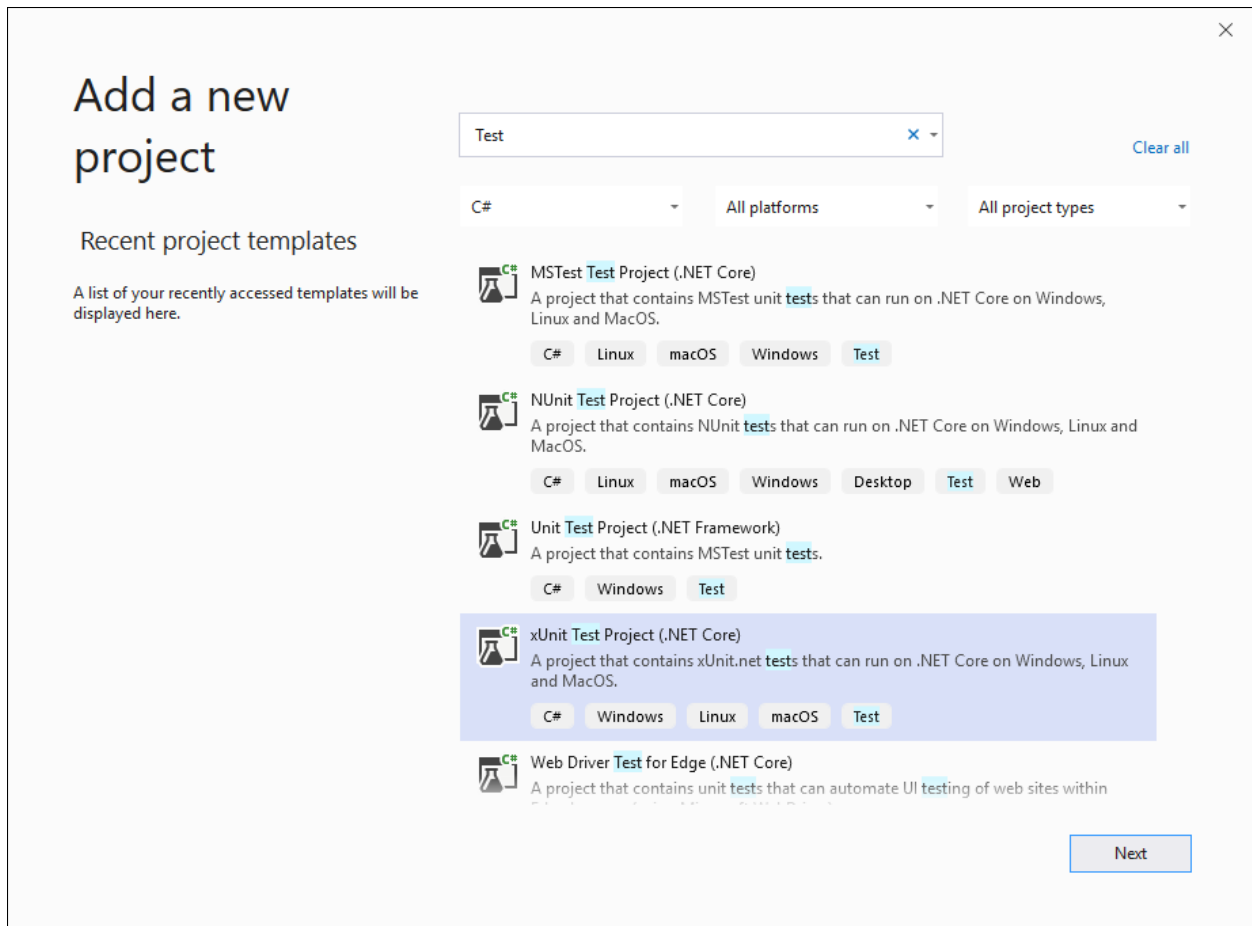 Add a new
project
Test
Clear all
C#
All platforms
All project types
Recent project templates
A list of your recently accessed templates will be
displayed here.
C#
MSTest Test Project (.NET Core)
A project that contains MSTest unit tests that can run on .NET Core on Windows,
Linux and MacOS.
C# Linux macOS Windows Test
C#
NUnit Test Project (.NET Core)
A project that contains NUnit tests that can run on .NET Core on Windows, Linux and
MacOS.
C# Linux macOS Windows Desktop Test Web
C#
Unit Test Project (.NET Framework)
A project that contains MSTest unit tests.
C# Windows Test
C#
xUnit Test Project (.NET Core)
A project that contains xUnit.net tests that can run on .NET Core on Windows, Linux
and MacOS.
C# Windows Linux macOS Test
C#
Web Driver Test for Edge (.NET Core)
A project that contains unit tests that can automate UI testing of web sites within
Next